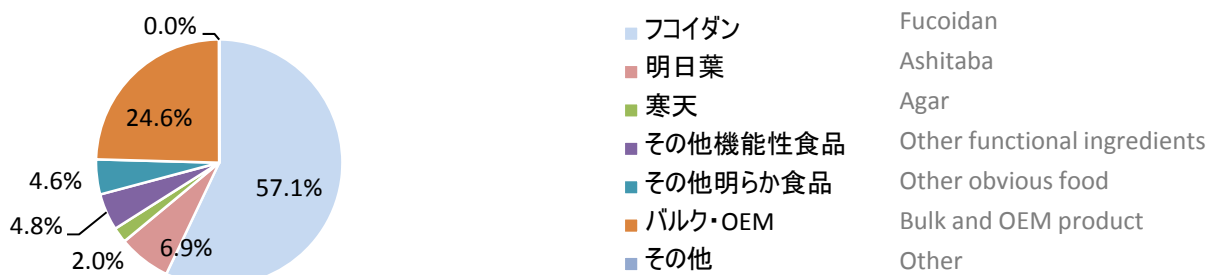 0.0%
24.6%
57.1%
4.6%
4.8%
6.9%
2.0%
フコイダン Fucoidan
明日葉 Ashitaba
寒天 Agar
その他機能性食品 Other functional ingredients
その他明らか食品 Other obvious food
バルク・OEM Bulk and OEM product
その他 Other